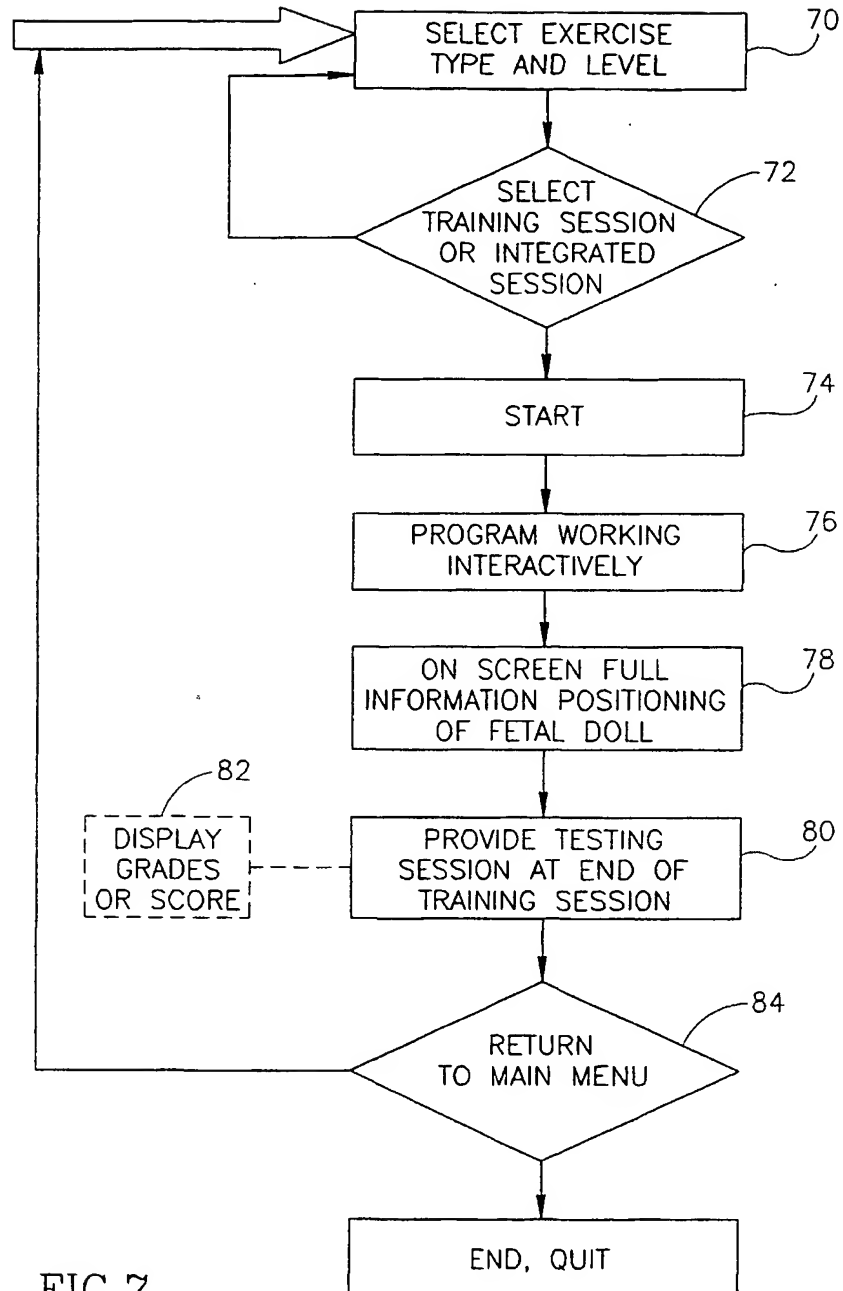 SELECT EXERCISE
TYPE AND LEVEL
70
SELECT
TRAINING SESSION
OR INTEGRATED
SESSION
72
START
74
PROGRAM WORKING
INTERACTIVELY
76
ON SCREEN FULL
INFORMATION POSITIONING
OF FETAL DOLL
78
82
DISPLAY
GRADES
OR SCORE
PROVIDE TESTING
SESSION AT END OF
TRAINING SESSION
80
RETURN
TO MAIN MENU
84
END, QUIT
FIG.7